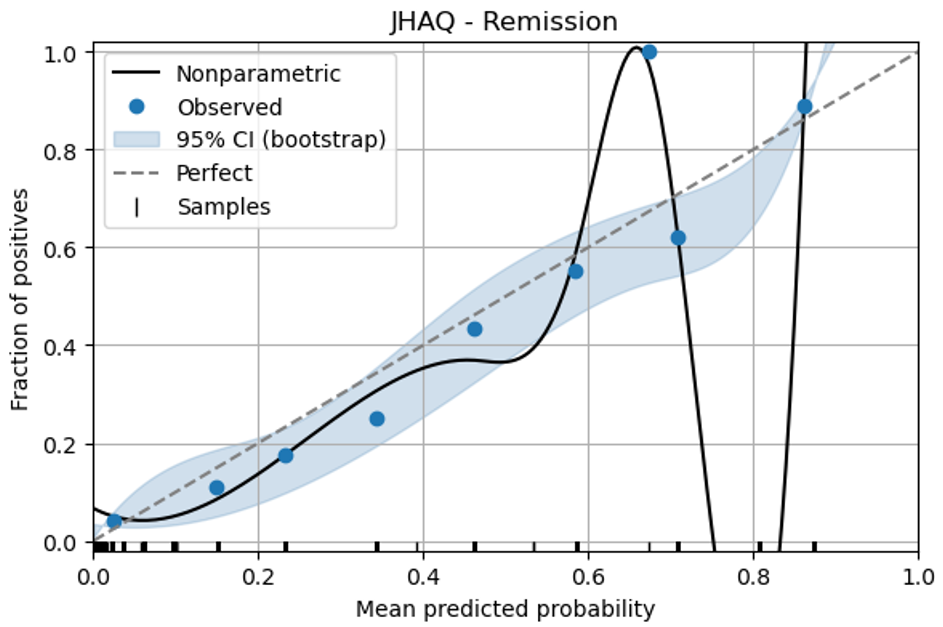 JHAQ - Remission
Nonparametric
Observed
95% CI (bootstrap)
Perfect
Samples
Fraction of positives
1.0
0.8
0.6
0.4
0.2
0.0
0.0 0.2 0.4 0.6 0.8 1.0
Mean predicted probability